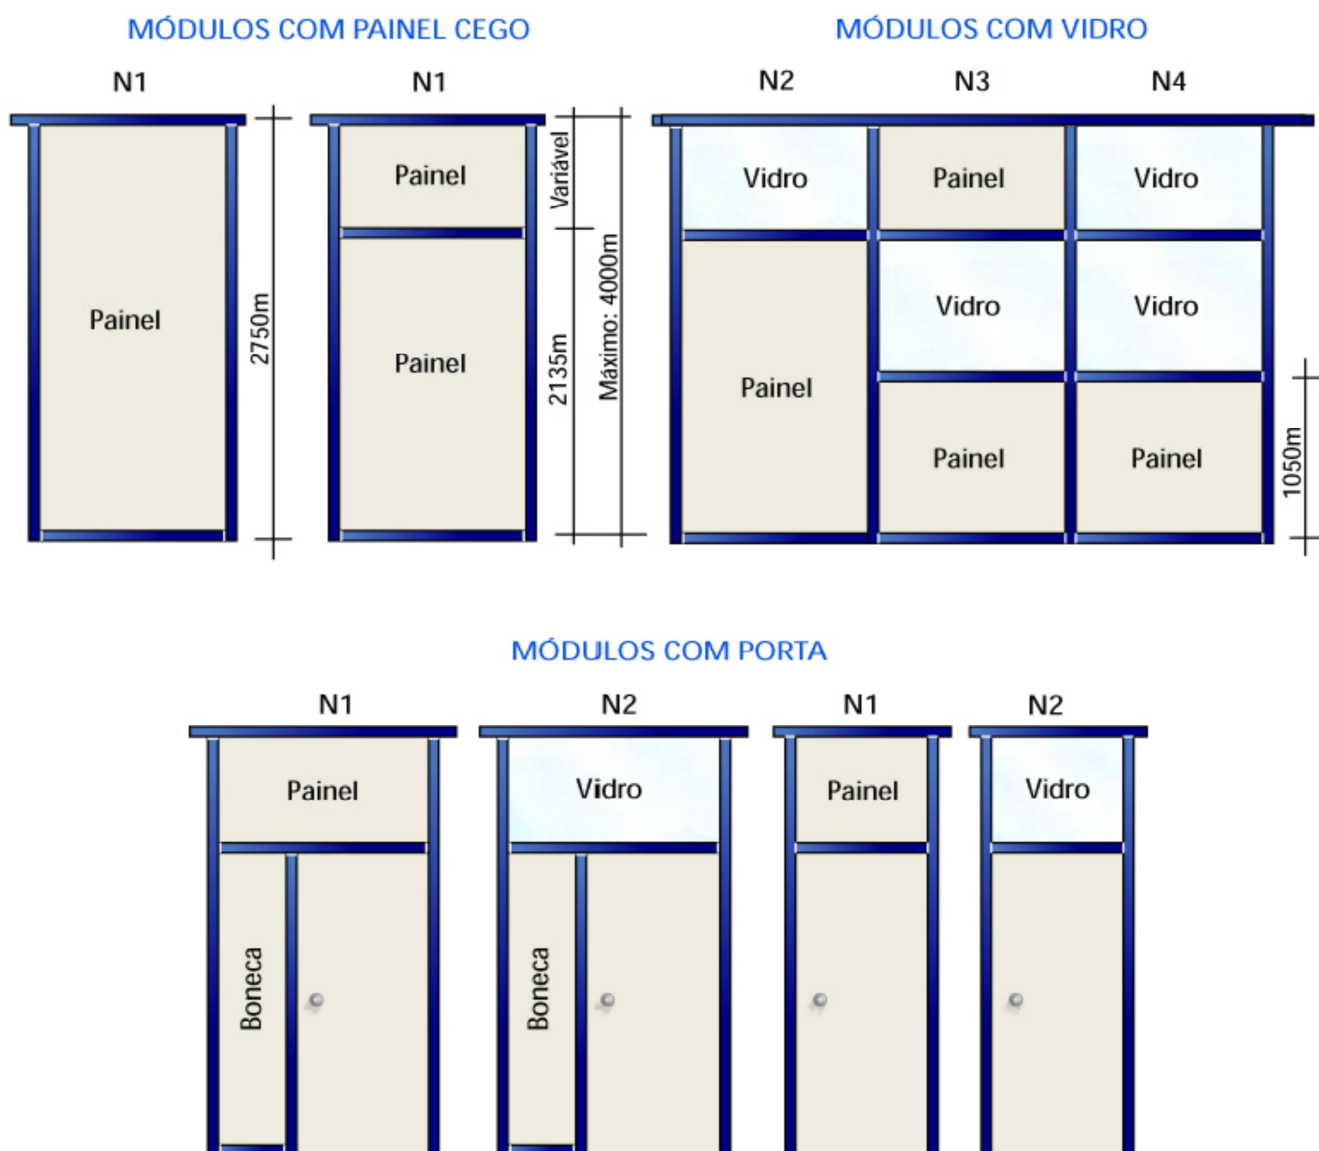 MÓDULOS COM PAINEL CEGO
MÓDULOS COM VIDRO
N1
N1
N2
N3
N4
Painel
2750m
Painel
Painel
Variável
2135m
Máximo: 4000m
Vidro
Painel
Vidro
Painel
Vidro
Vidro
Painel
Painel
1050m
MÓDULOS COM PORTA
N1
N2
N1
N2
Painel
Vidro
Painel
Vidro
Boneca
Boneca